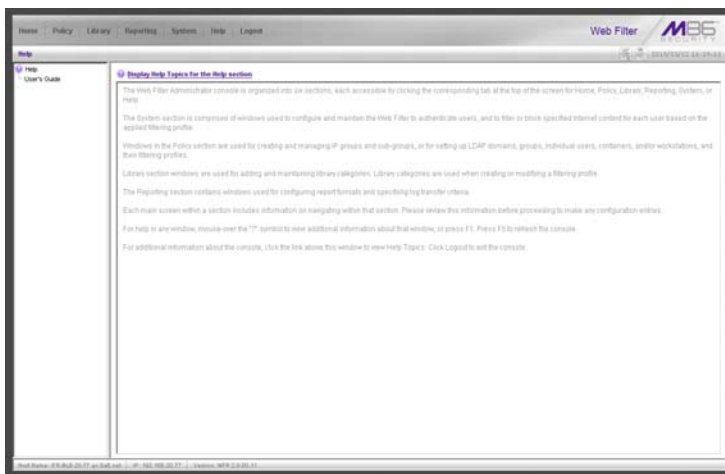 Home Policy Library Reporting System Help Logout
Web Filter M86 SECURITY
Help
Help
User's Guide
Display Help Topics for the Help section
The Web Filter Administrator console is organized into six sections, each accessible by clicking the corresponding tab at the top of the screen for Home, Policy, Library, Reporting, System, or
Help.
The System section is comprised of windows used to configure and maintain the Web Filter to authenticate users, and to filter or block specified Internet content for each user based on the
applied filtering profile.
Windows in the Policy section are used for creating and managing IP groups and sub-groups, or for setting up LDAP domains, groups, individual users, containers, and/or workstations, and
their filtering profiles.
Library section windows are used for adding and maintaining library categories. Library categories are used when creating or modifying a filtering profile.
The Reporting section contains windows used for configuring report formats and specifying log transfer criteria.
Each main screen within a section includes information on navigating within that section. Please review this information before proceeding to make any configuration entries.
For help in any window, mouse over the "?" symbol to view additional information about that window, or press F1. Press F5 to refresh the console.
For additional information about the console, click the link above this window to view Help Topics. Click Logout to exit the console.
Host Name: IP: Version: WFR